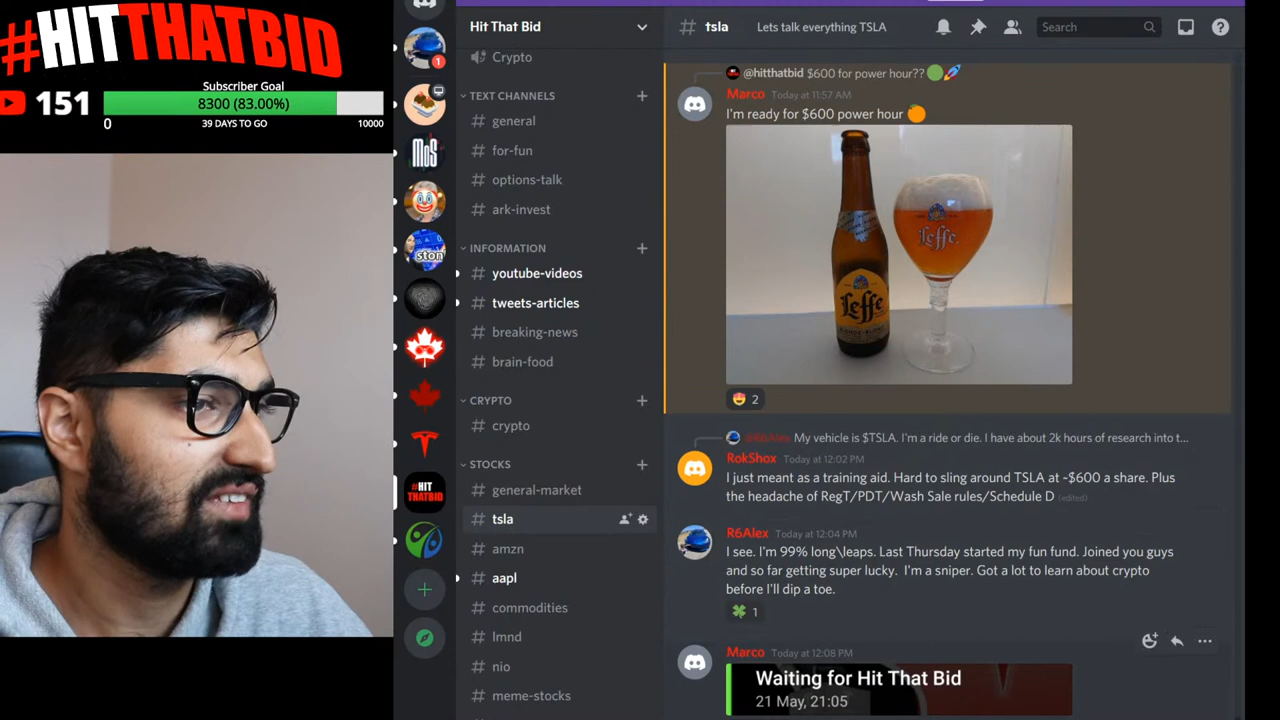 #HITTHATBID
Subscriber Goal
151
8300 (83.00%)
0
39 DAYS TO GO
10000
1
MoS
ston
#HIT
THATBID
Hit That Bid
Crypto
TEXT CHANNELS
# general
# for-fun
# options-talk
# ark-invest
INFORMATION
# youtube-videos
# tweets-articles
# breaking-news
# brain-food
CRYPTO
# crypto
STOCKS
# general-market
# tsla
# amzn
# aapl
# commodities
# lmnd
# nio
# meme-stocks
# tsla Lets talk everything TSLA
Search
@hitthatbid $600 for power hour??
Marco Today at 11:57 AM
I'm ready for $600 power hour
Leffe
Leffe.
2
@R6Alex My vehicle is $TSLA. I'm a ride or die. I have about 2k hours of research into t...
RokShox Today at 12:02 PM
I just meant as a training aid. Hard to sling around TSLA at ~$600 a share. Plus
the headache of RegT/PDT/Wash Sale rules/Schedule D (edited)
R6Alex Today at 12:04 PM
I see. I'm 99% long\leaps. Last Thursday started my fun fund. Joined you guys
and so far getting super lucky. I'm a sniper. Got a lot to learn about crypto
before I'll dip a toe.
1
Marco Today at 12:08 PM
Waiting for Hit That Bid
21 May, 21:05